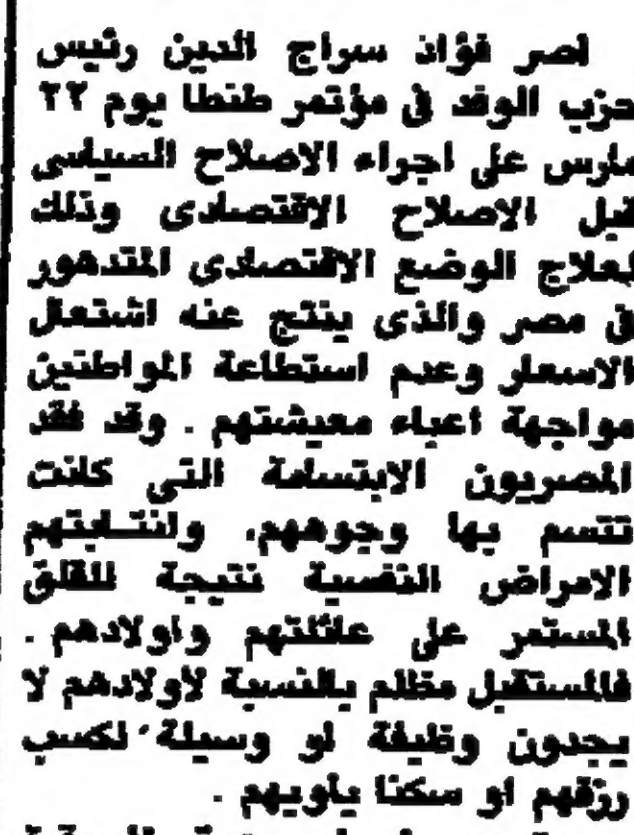 اصر فؤاد سراج الدين رئيس
حزب الوفد فى مؤتمر طنطا يوم ٢٢
مارس على اجراء الاصلاح السياسى
قبل الاصلاح الاقتصادى وذلك
لعلاج الوضع الاقتصادى المتدهور
فى مصر والذى ينتج عنه اشتعال
الاسعار وعدم استطاعة المواطنين
مواجهة اعباء معيشتهم . وقد فقد
المصريون الابتسامة التى كانت
تتسم بها وجوههم، وانتابتهم
الامراض النفسية نتيجة للقلق
المستمر على عائلتهم واولادهم .
فالمستقبل مظلم بالنسبة لأولادهم لا
يجدون وظيفة او وسيلة لكسب
رزقهم او سكنا يأويهم .